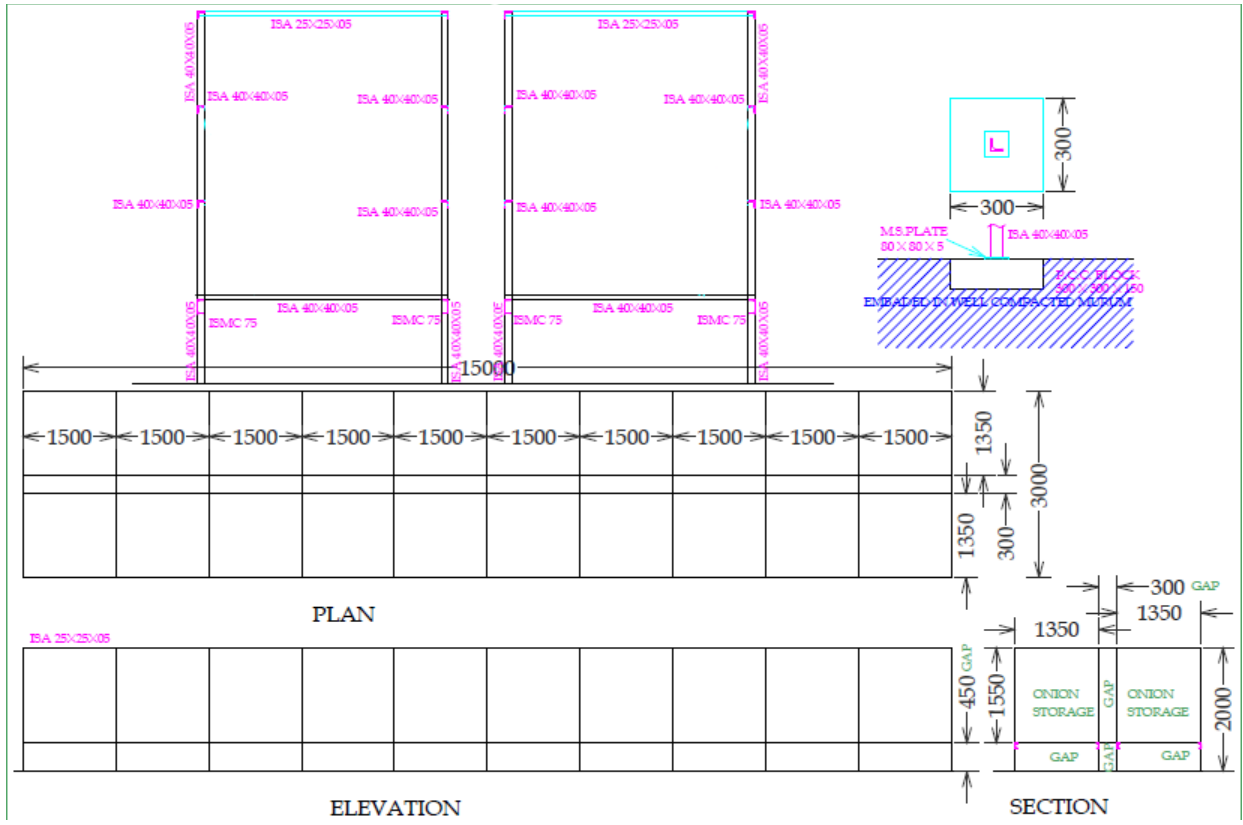 ISA 25X25X05
ISA 25X25X05
ISA 40X40X05
ISA 40X40X05
ISA 40X40X05
ISA 40X40X05
ISA 40X40X05
ISA 40X40X05
ISA 40X40X05
ISA 40X40X05
ISA 40X40X05
ISA 40X40X05
ISA 40X40X05
300
300
M.S.PLATE
80 X 80 X 5
ISA 40X40X05
P.C.C. BLOCK
300 X 300 X 150
EMBADED IN WELL COMPACTED MURUM
ISA 40X40X05
ISA 40X40X05
ISMC 75
ISMC 75
ISMC 75
ISMC 75
ISA 40X40X05
ISA 40X40X05
ISA 40X40X05
ISA 40X40X05
15000
1500
1500
1500
1500
1500
1500
1500
1500
1500
1500
1350
3000
1350
300
PLAN
300 GAP
1350
1350
ISA 25X25X05
450 GAP
1550
ONION
STORAGE
GAP
ONION
STORAGE
2000
GAP
GAP
GAP
ELEVATION
SECTION